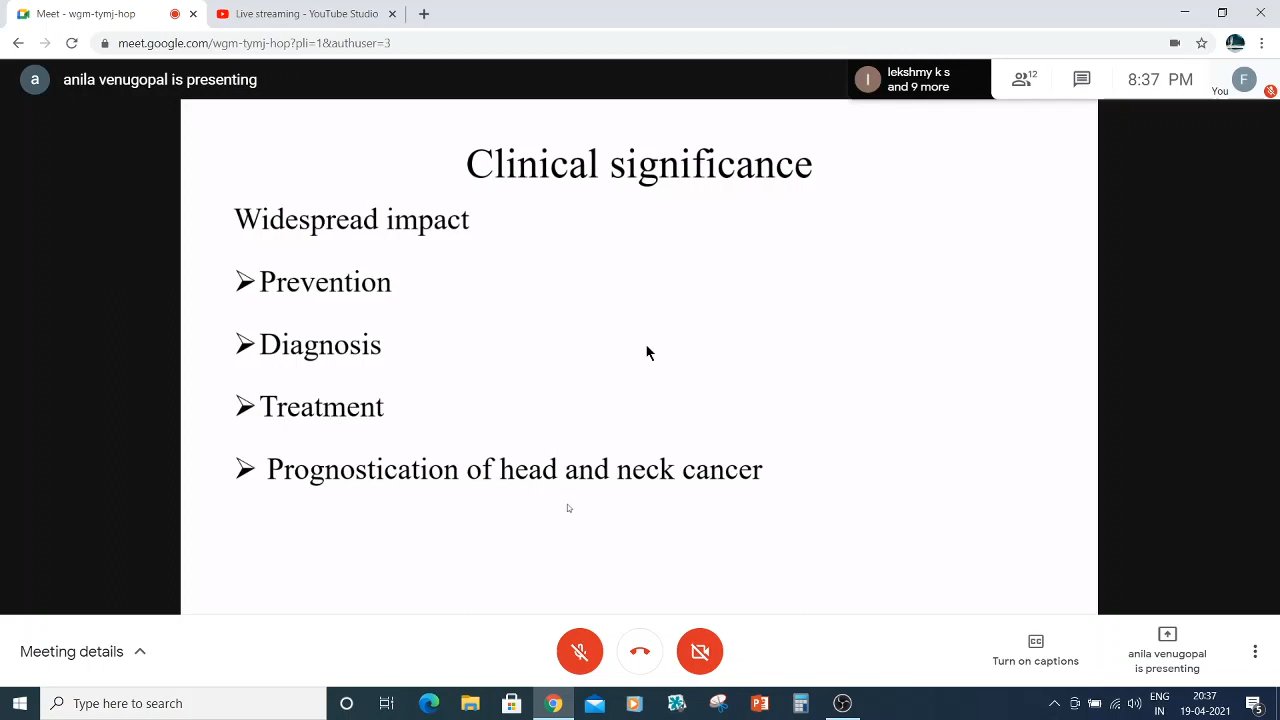 Meet - wgm-tymj-hop
Live streaming - YouTube Studio
meet.google.com/wgm-tymj-hop?pli=1&authuser=3
a
anila venugopal is presenting
l
lekshmy k s
and 9 more
12
8:37 PM
You
F
Clinical significance
Widespread impact
➢Prevention
➢Diagnosis
➢Treatment
➢ Prognostication of head and neck cancer
Meeting details
CC
Turn on captions
anila venugopal
is presenting
Type here to search
ENG
IN
20:37
19-04-2021
5